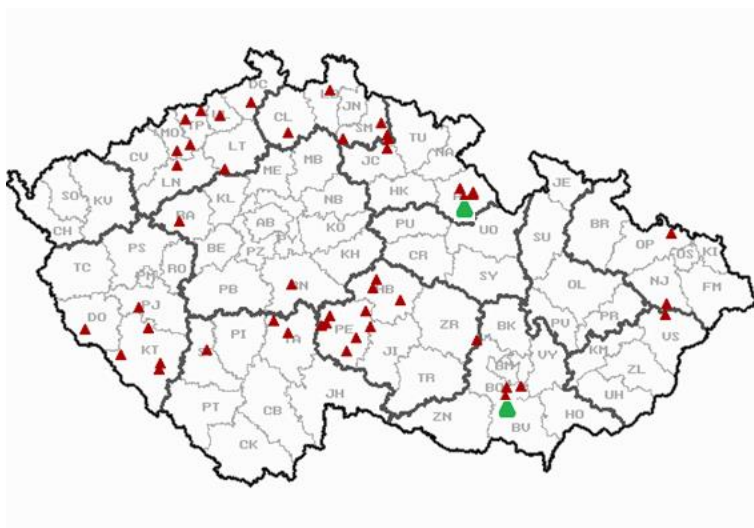 DC
JN
CL
SM
TU
MO
TP
LT
CV
MB
JC
NA
LN
ME
KL
SO
KV
NB
HK
JE
RA
AB
KO
PU
UO
BR
CH
PS
BE
SU
OP
TC
RO
PZ
KH
CR
OS
KI
PB
SY
OL
NJ
FM
DO
PJ
HB
PI
PE
ZR
BK
PV
PR
VS
KT
TA
JI
VY
KM
BM
ZL
TR
BO
PT
CB
JH
UH
ZN
HO
BV
CK